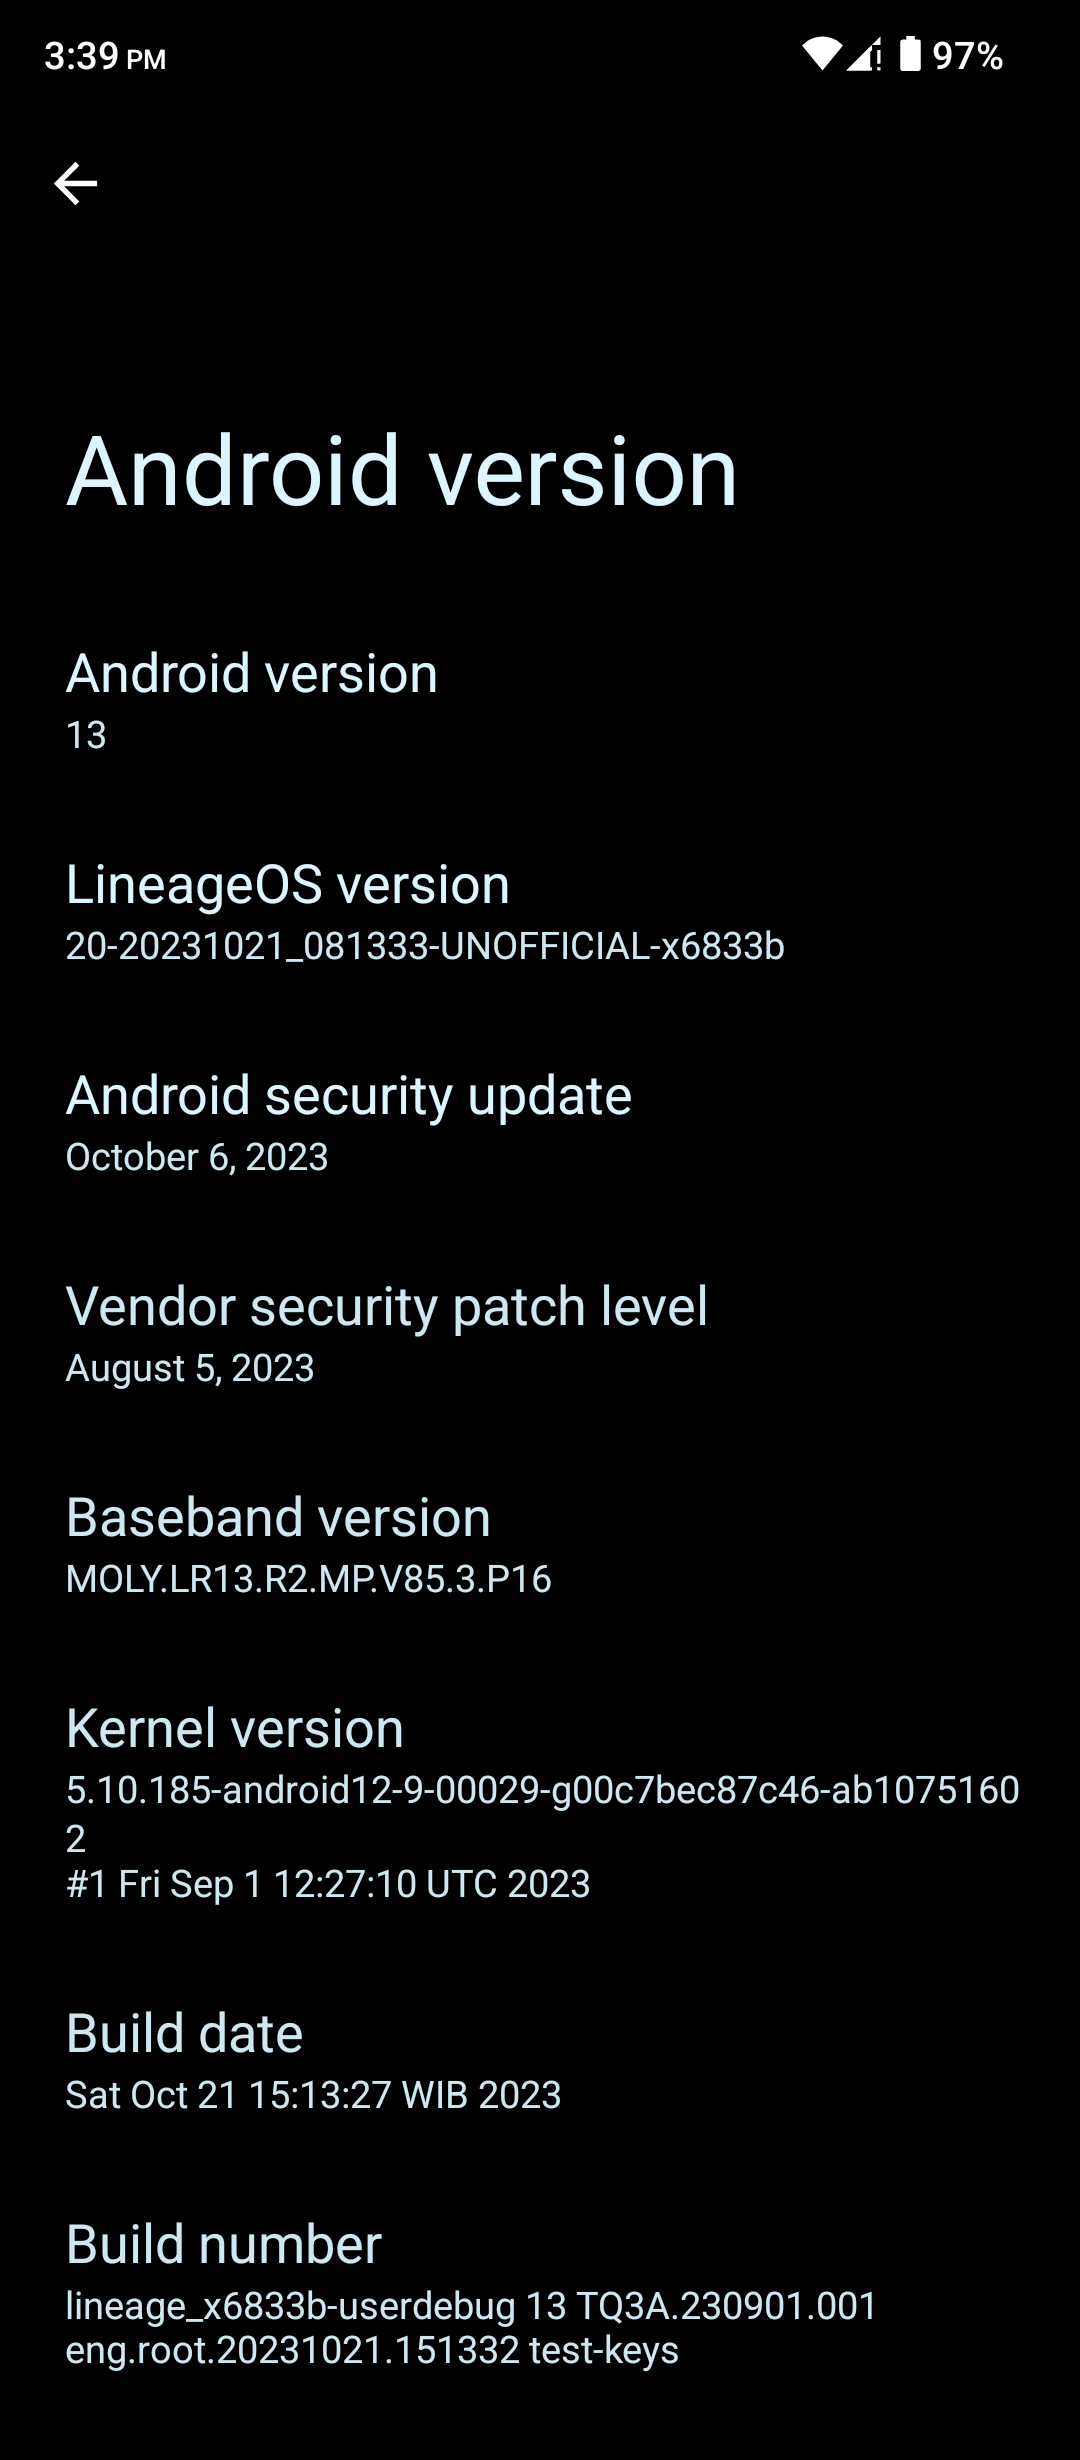 3:39 PM
97%
Android version
Android version
13
LineageOS version
20-20231021_081333-UNOFFICIAL-x6833b
Android security update
October 6, 2023
Vendor security patch level
August 5, 2023
Baseband version
MOLY.LR13.R2.MP.V85.3.P16
Kernel version
5.10.185-android12-9-00029-g00c7bec87c46-ab1075160
2
#1 Fri Sep 1 12:27:10 UTC 2023
Build date
Sat Oct 21 15:13:27 WIB 2023
Build number
lineage_x6833b-userdebug 13 TQ3A.230901.001
eng.root.20231021.151332 test-keys